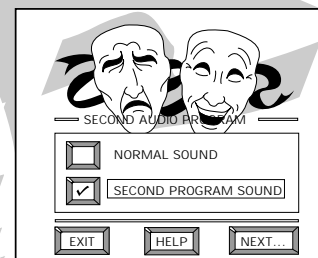 SECOND AUDIO PROGRAM
NORMAL SOUND
SECOND PROGRAM SOUND
EXIT HELP NEXT...